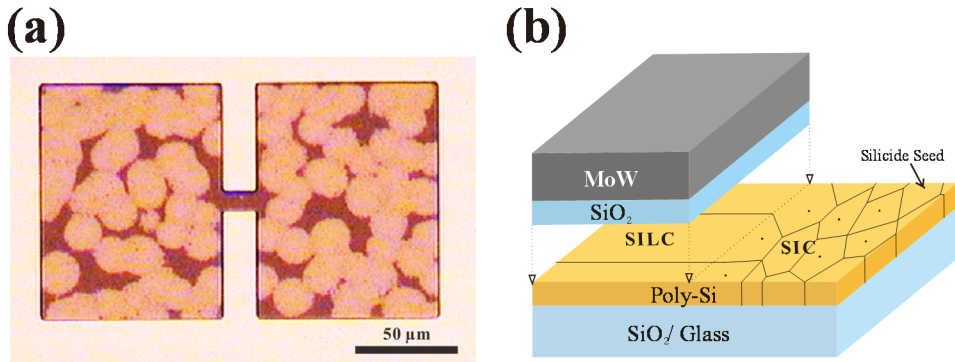 (a)
(b)
50 µm
MoW
SiO₂
Silicide Seed
SILC
SIC
Poly-Si
SiO₂/ Glass